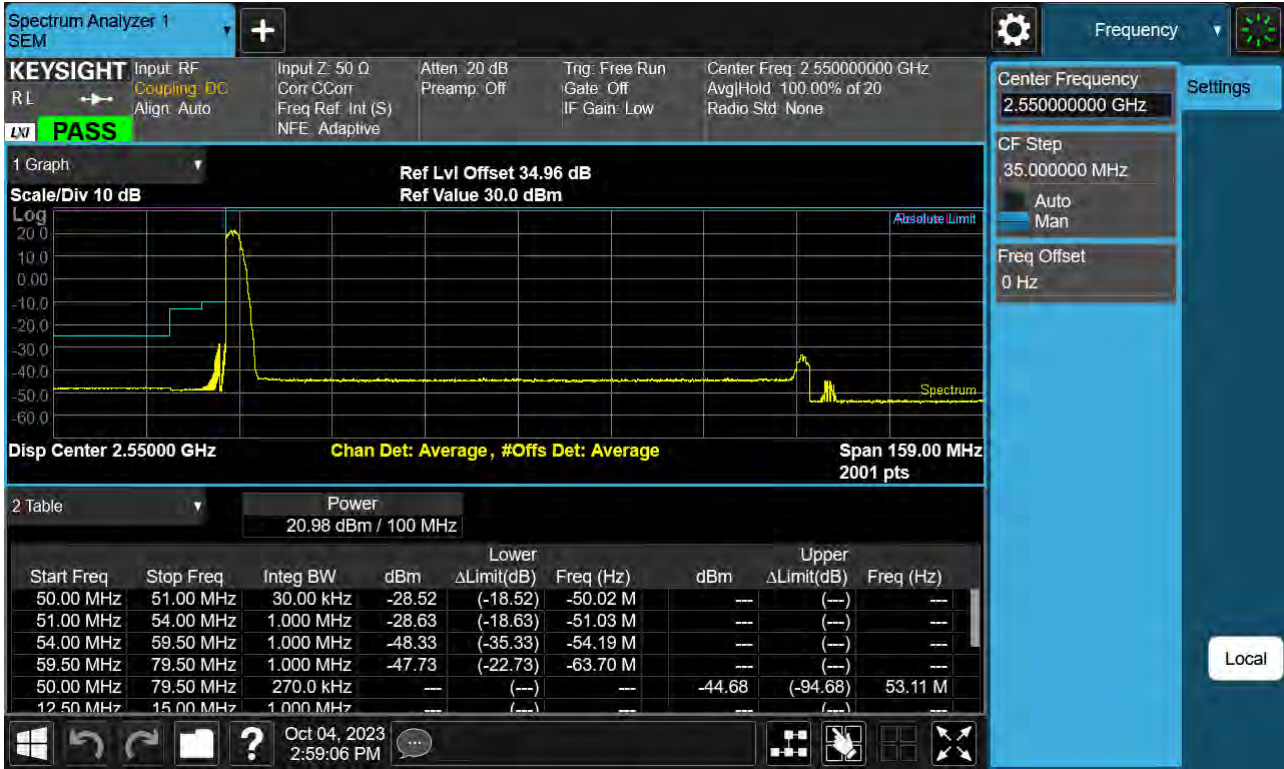 Spectrum Analyzer 1
SEM
+
Frequency
KEYSIGHT
RL
LXI PASS
Input: RF
Coupling: DC
Align: Auto
Input Z: 50 Ω
Corr CCorr
Freq Ref: Int (S)
NFE: Adaptive
Atten: 20 dB
Preamp: Off
Trig: Free Run
Gate: Off
IF Gain: Low
Center Freq: 2.550000000 GHz
Avg|Hold: 100.00% of 20
Radio Std: None
Center Frequency
2.550000000 GHz
Settings
CF Step
35.000000 MHz
Auto
Man
Freq Offset
0 Hz
Local
1 Graph
Scale/Div 10 dB
Ref Lvl Offset 34.96 dB
Ref Value 30.0 dBm
Log
20.0
10.0
0.00
-10.0
-20.0
-30.0
-40.0
-50.0
-60.0
Absolute Limit
Spectrum
Disp Center 2.55000 GHz
Chan Det: Average, #Offs Det: Average
Span 159.00 MHz
2001 pts
2 Table
Power
20.98 dBm / 100 MHz
Lower Upper
Start Freq Stop Freq Integ BW dBm ΔLimit(dB) Freq (Hz) dBm ΔLimit(dB) Freq (Hz)
50.00 MHz 51.00 MHz 30.00 kHz -28.52 (-18.52) -50.02 M --- (---) ---
51.00 MHz 54.00 MHz 1.000 MHz -28.63 (-18.63) -51.03 M --- (---) ---
54.00 MHz 59.50 MHz 1.000 MHz -48.33 (-35.33) -54.19 M --- (---) ---
59.50 MHz 79.50 MHz 1.000 MHz -47.73 (-22.73) -63.70 M --- (---) ---
50.00 MHz 79.50 MHz 270.0 kHz --- (---) --- -44.68 (-94.68) 53.11 M
12.50 MHz 15.00 MHz 1.000 MHz --- (---) --- --- (---) ---
?
Oct 04, 2023
2:59:06 PM